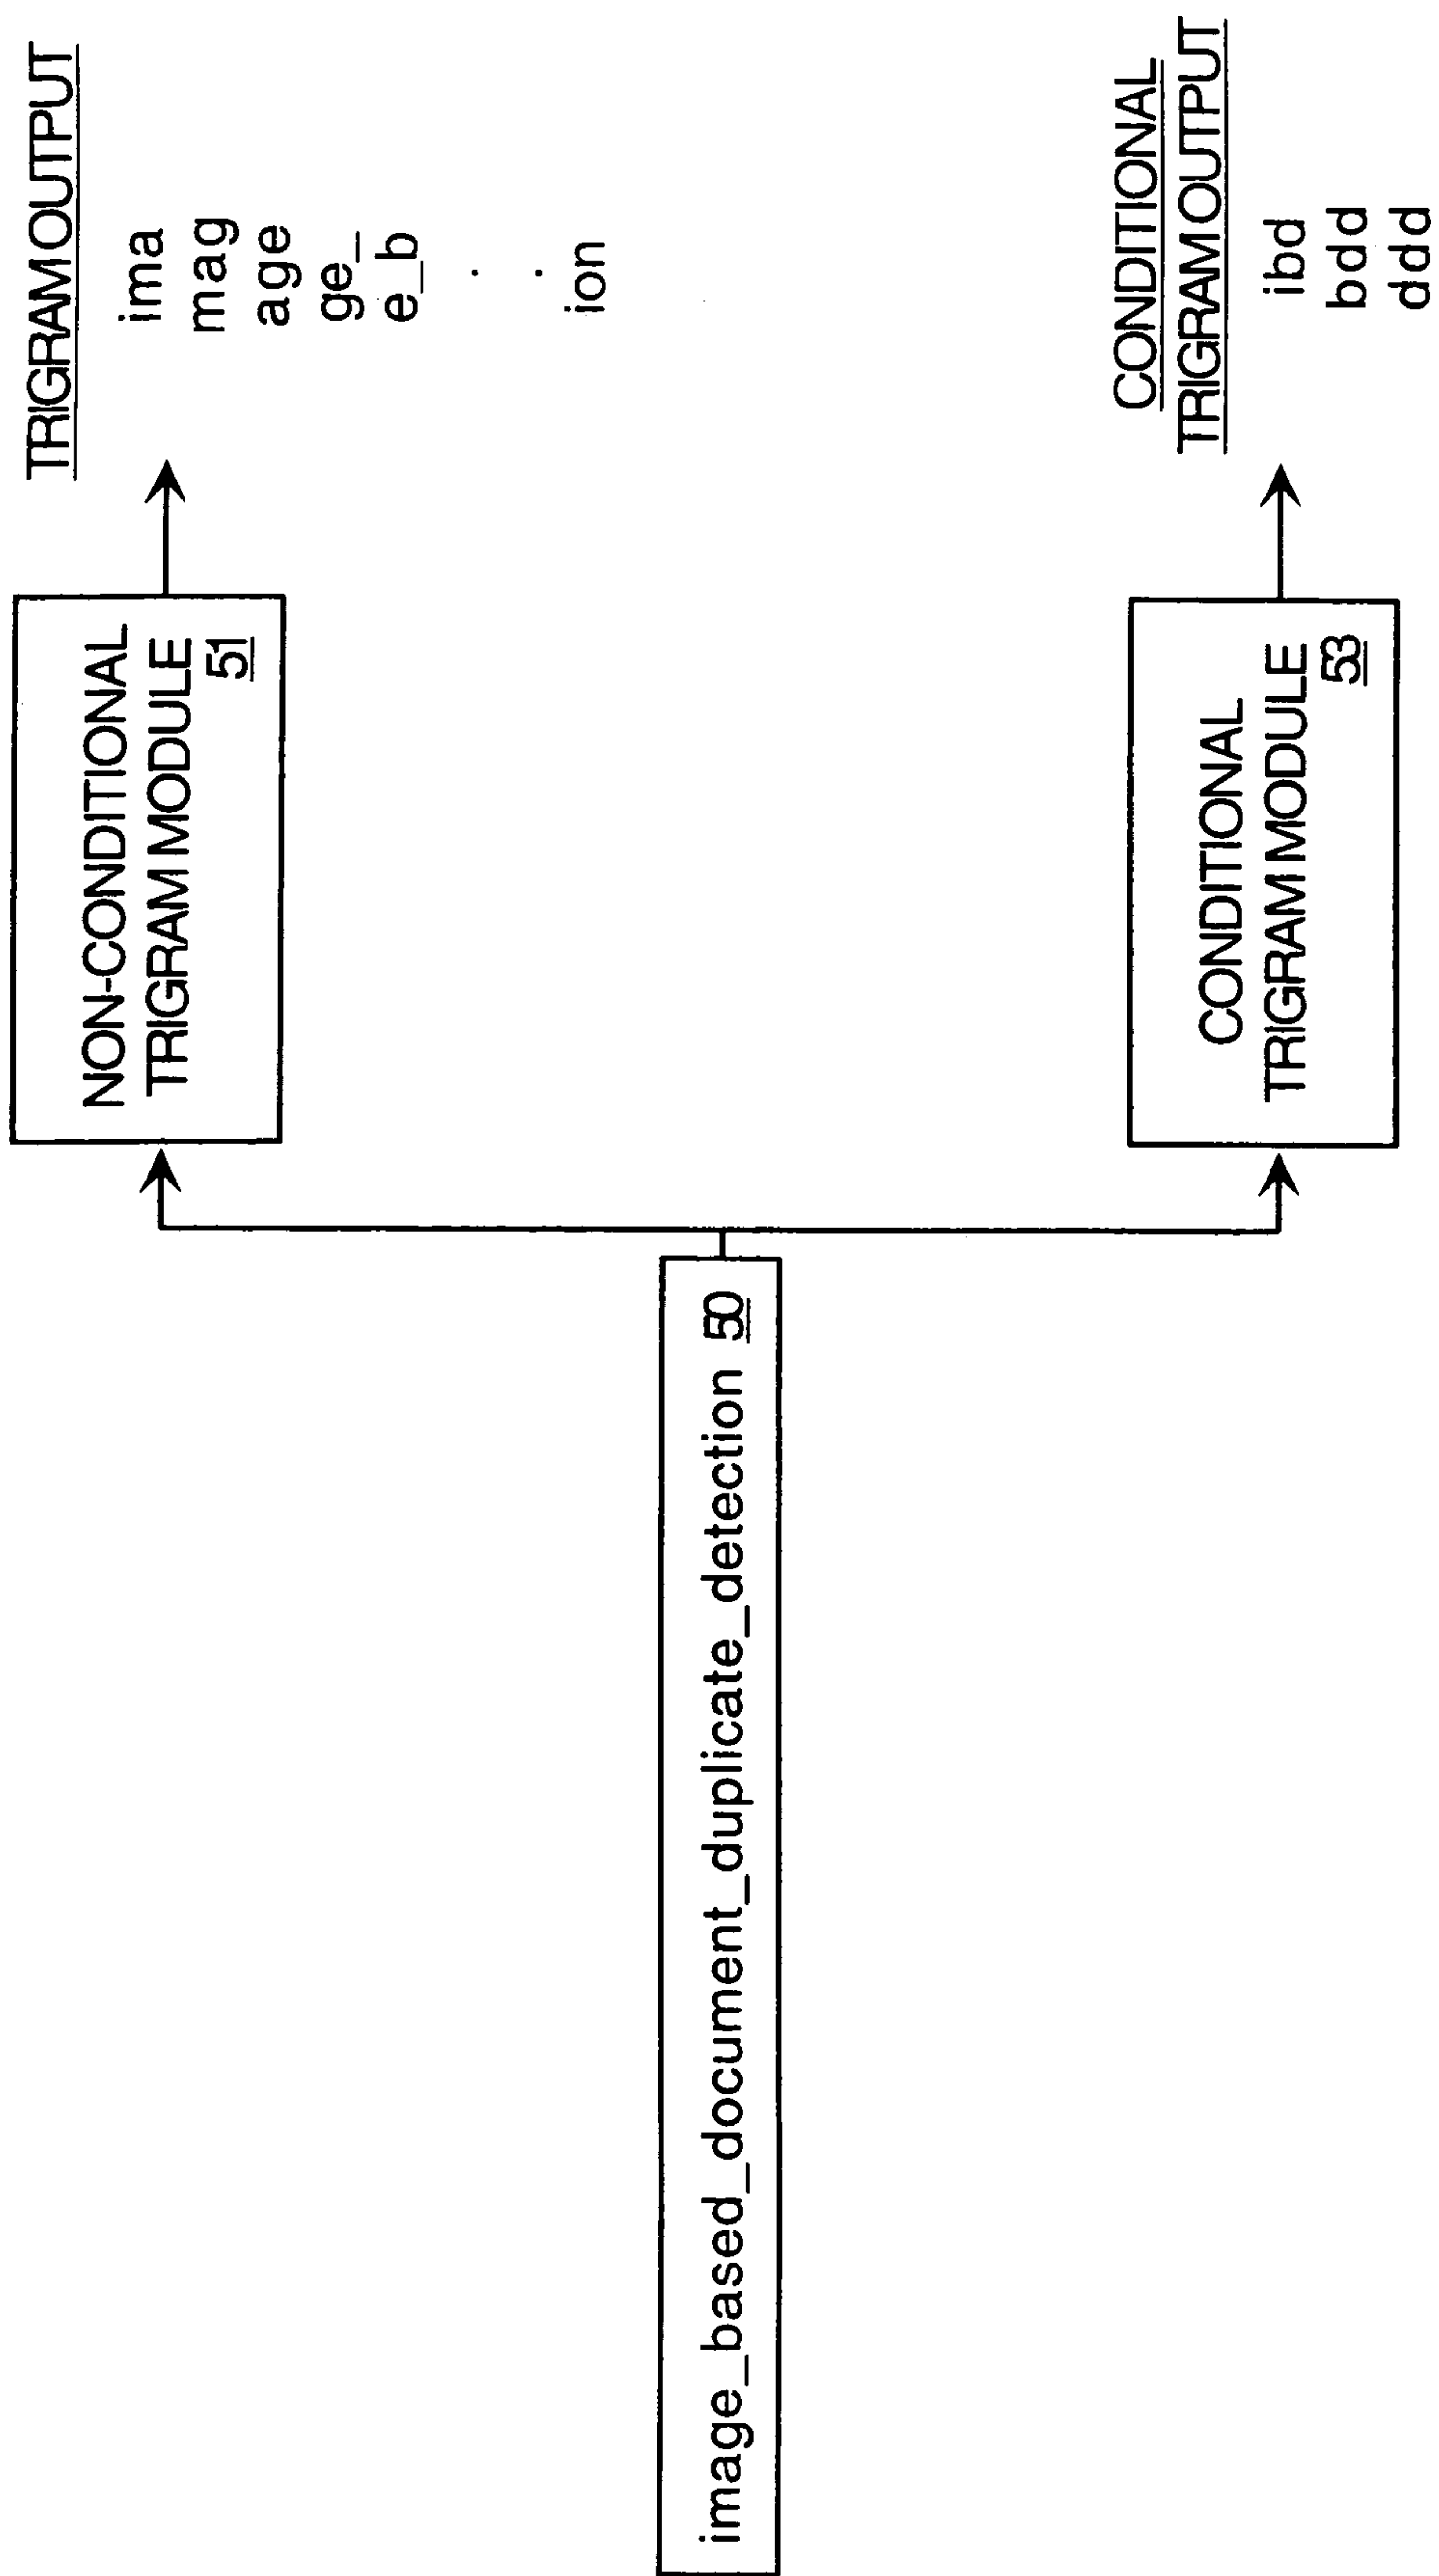 image_based_document_duplicate_detection 50
NON-CONDITIONAL
TRIGRAM MODULE
51
TRIGRAM OUTPUT
ima
mag
age
ge_
e_b
.
.
ion
CONDITIONAL
TRIGRAM MODULE
53
CONDITIONAL
TRIGRAM OUTPUT
ibd
bdd
ddd